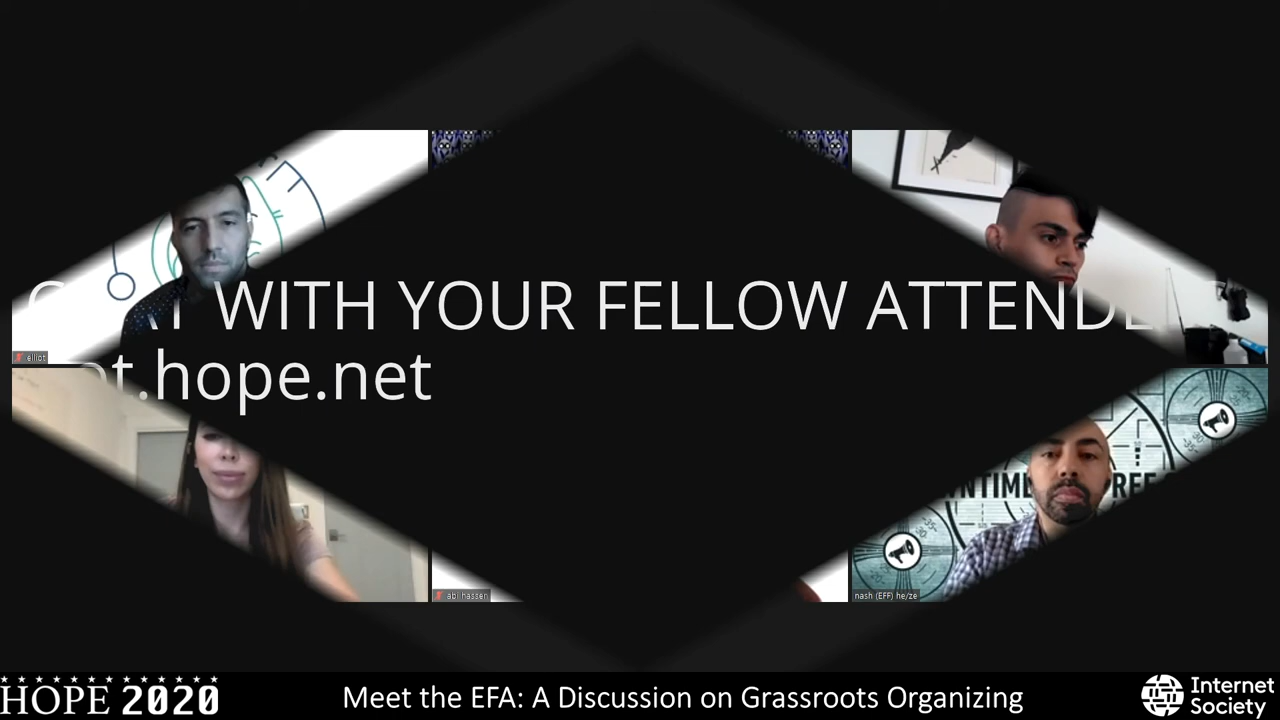 WITH YOUR FELLOW
.hope.net
elliot
abi hassen
nash (EFF) he/ze
HOPE 2020
Meet the EFA: A Discussion on Grassroots Organizing
Internet
Society